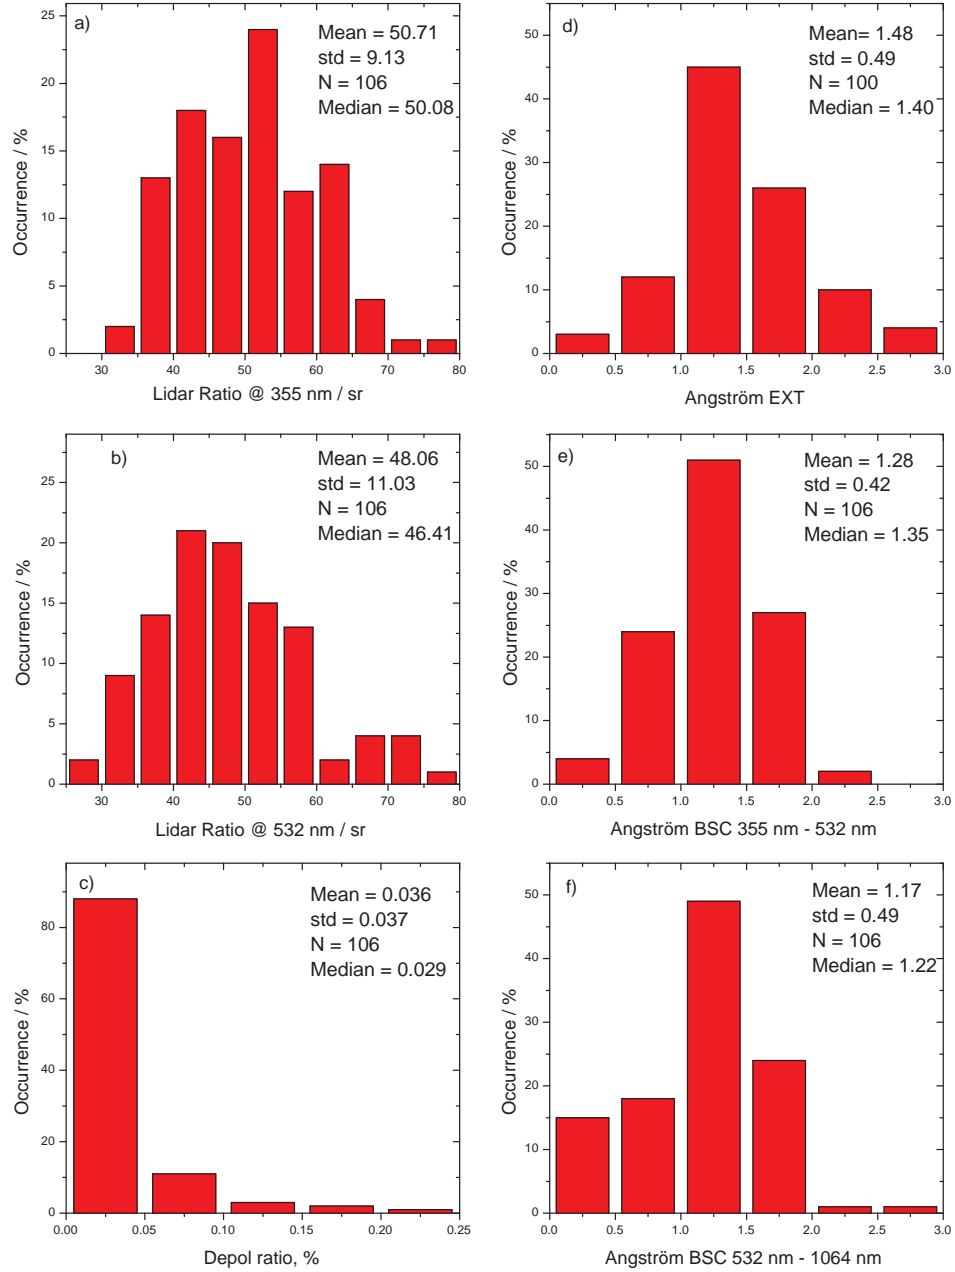 a)
Mean = 50.71
std = 9.13
N = 106
Median = 50.08
25
20
15
10
5
0
Occurrence / %
30 40 50 60 70 80
Lidar Ratio @ 355 nm / sr
d)
Mean= 1.48
std = 0.49
N = 100
Median = 1.40
50
40
30
20
10
0
Occurrence / %
0.0 0.5 1.0 1.5 2.0 2.5 3.0
Angström EXT
b)
Mean = 48.06
std = 11.03
N = 106
Median = 46.41
25
20
15
10
5
0
Occurrence / %
30 40 50 60 70 80
Lidar Ratio @ 532 nm / sr
e)
Mean = 1.28
std = 0.42
N = 106
Median = 1.35
50
40
30
20
10
0
Occurrence / %
0.0 0.5 1.0 1.5 2.0 2.5 3.0
Angström BSC 355 nm - 532 nm
c)
Mean = 0.036
std = 0.037
N = 106
Median = 0.029
80
60
40
20
0
Occurrence / %
0.00 0.05 0.10 0.15 0.20 0.25
Depol ratio, %
f)
Mean = 1.17
std = 0.49
N = 106
Median = 1.22
50
40
30
20
10
0
Occurrence / %
0.0 0.5 1.0 1.5 2.0 2.5 3.0
Angström BSC 532 nm - 1064 nm